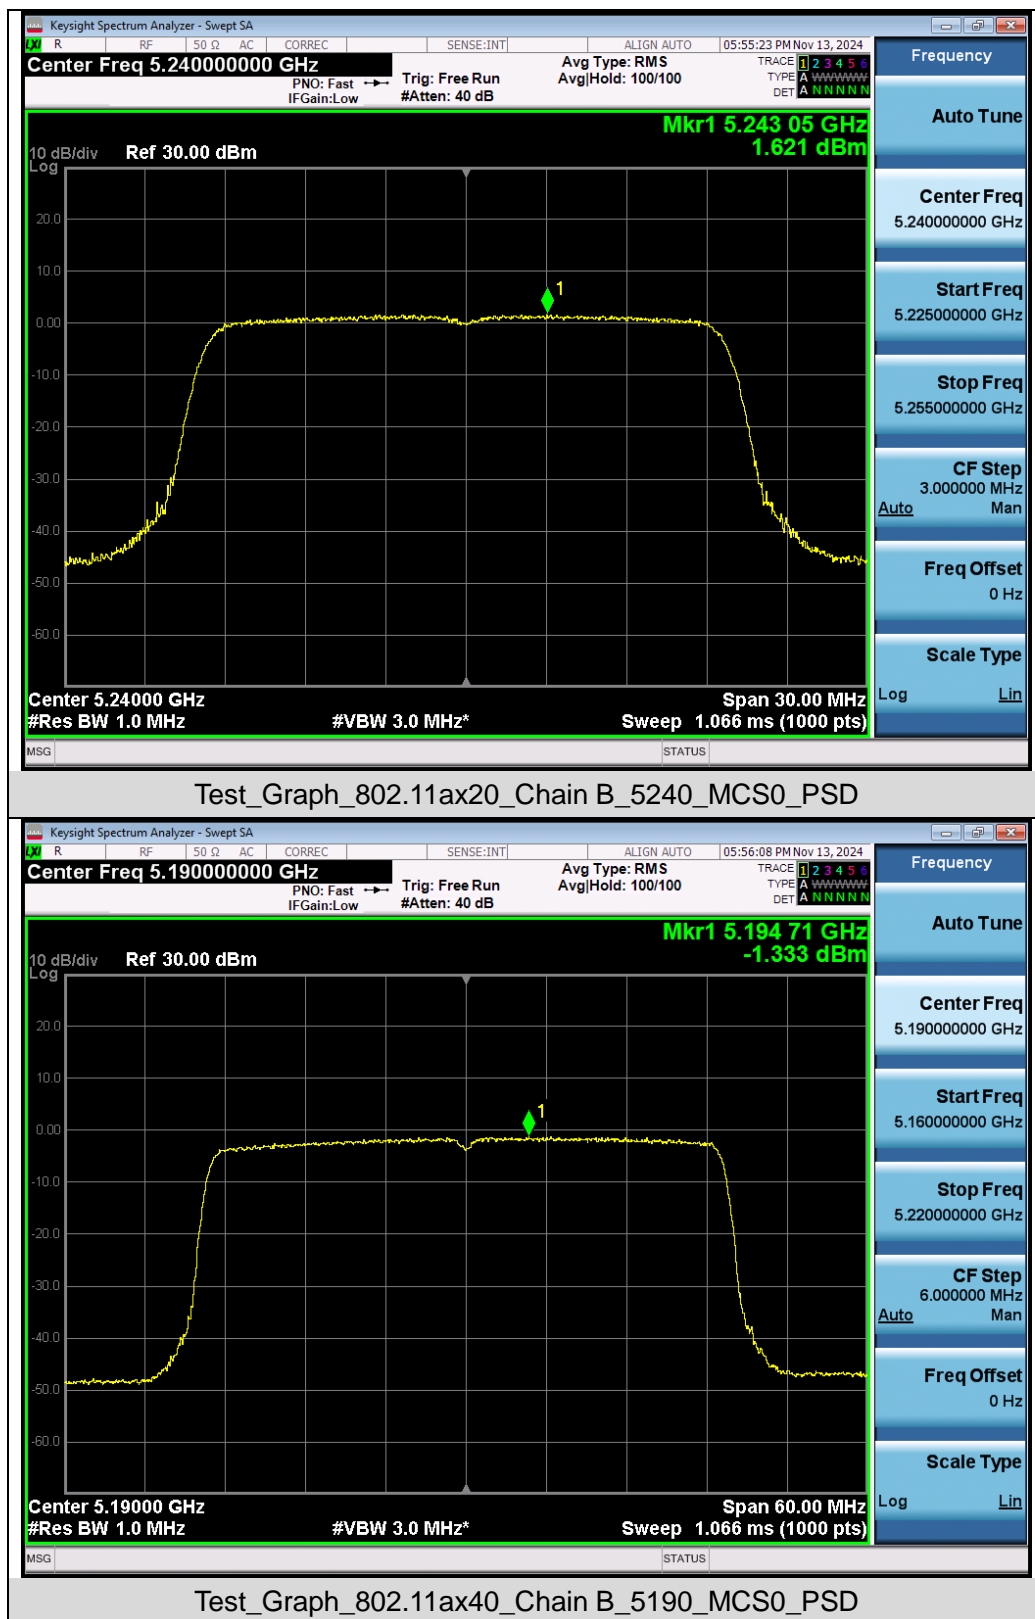 Keysight Spectrum Analyzer - Swept SA
LXI R RF 50 Ω AC CORREC SENSE:INT ALIGN AUTO 05:55:23 PM Nov 13, 2024
Center Freq 5.240000000 GHz
PNO: Fast
IFGain:Low
Trig: Free Run
#Atten: 40 dB
Avg Type: RMS
Avg|Hold: 100/100
TRACE 1 2 3 4 5 6
TYPE A WWWWW
DET A N N N N N
Mkr1 5.243 05 GHz
1.621 dBm
10 dB/div Ref 30.00 dBm
Log
20.0
10.0
1
0.00
-10.0
-20.0
-30.0
-40.0
-50.0
-60.0
Center 5.24000 GHz Span 30.00 MHz
#Res BW 1.0 MHz #VBW 3.0 MHz* Sweep 1.066 ms (1000 pts)
MSG STATUS
Frequency
Auto Tune
Center Freq
5.240000000 GHz
Start Freq
5.225000000 GHz
Stop Freq
5.255000000 GHz
CF Step
3.000000 MHz
Auto Man
Freq Offset
0 Hz
Scale Type
Log Lin
Test_Graph_802.11ax20_Chain B_5240_MCS0_PSD
Keysight Spectrum Analyzer - Swept SA
LXI R RF 50 Ω AC CORREC SENSE:INT ALIGN AUTO 05:56:08 PM Nov 13, 2024
Center Freq 5.190000000 GHz
PNO: Fast
IFGain:Low
Trig: Free Run
#Atten: 40 dB
Avg Type: RMS
Avg|Hold: 100/100
TRACE 1 2 3 4 5 6
TYPE A WWWWW
DET A N N N N N
Mkr1 5.194 71 GHz
-1.333 dBm
10 dB/div Ref 30.00 dBm
Log
20.0
10.0
1
0.00
-10.0
-20.0
-30.0
-40.0
-50.0
-60.0
Center 5.19000 GHz Span 60.00 MHz
#Res BW 1.0 MHz #VBW 3.0 MHz* Sweep 1.066 ms (1000 pts)
MSG STATUS
Frequency
Auto Tune
Center Freq
5.190000000 GHz
Start Freq
5.160000000 GHz
Stop Freq
5.220000000 GHz
CF Step
6.000000 MHz
Auto Man
Freq Offset
0 Hz
Scale Type
Log Lin
Test_Graph_802.11ax40_Chain B_5190_MCS0_PSD